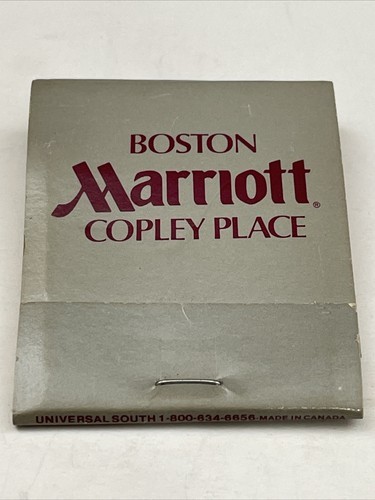 BOSTON
Marriott®
COPLEY PLACE
UNIVERSAL SOUTH 1-800-634-6656 MADE IN CANADA